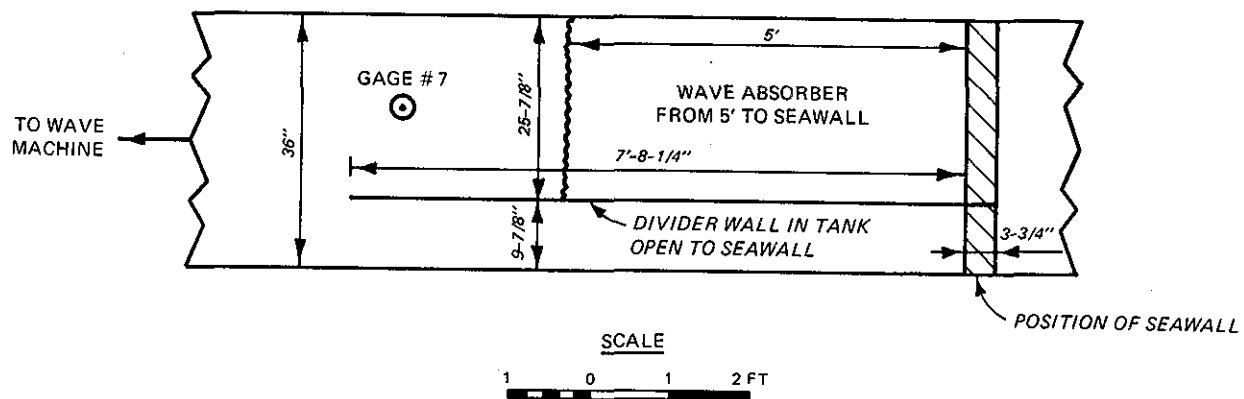 5'
GAGE #7
WAVE ABSORBER
FROM 5' TO SEAWALL
TO WAVE
MACHINE
36"
25-7/8"
7'-8-1/4"
9-7/8"
DIVIDER WALL IN TANK
OPEN TO SEAWALL
3-3/4"
POSITION OF SEAWALL
SCALE
1 0 1 2 FT